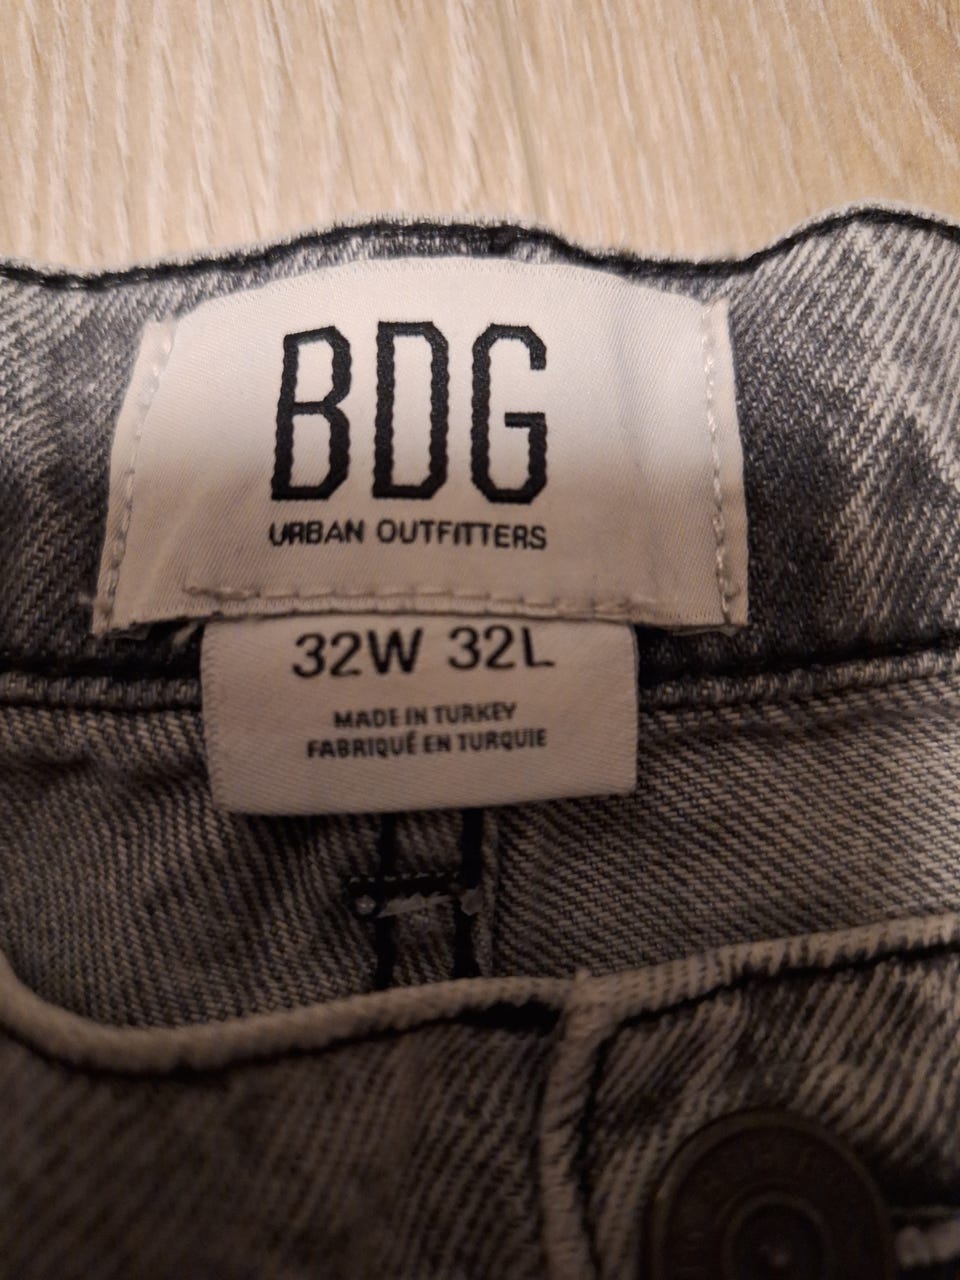 BDG
URBAN OUTFITTERS
32W 32L
MADE IN TURKEY
FABRIQUÉ EN TURQUIE